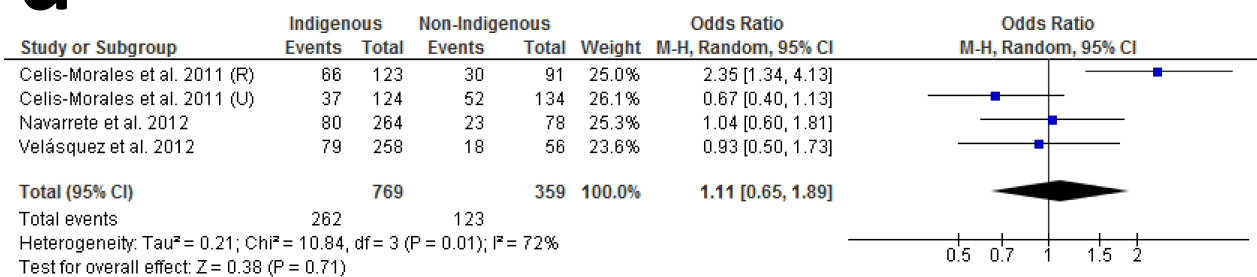 Indigenous Non-Indigenous Odds Ratio Odds Ratio
Study or Subgroup Events Total Events Total Weight M-H, Random, 95% CI M-H, Random, 95% CI
Celis-Morales et al. 2011 (R) 66 123 30 91 25.0% 2.35 [1.34, 4.13]
Celis-Morales et al. 2011 (U) 37 124 52 134 26.1% 0.67 [0.40, 1.13]
Navarrete et al. 2012 80 264 23 78 25.3% 1.04 [0.60, 1.81]
Velásquez et al. 2012 79 258 18 56 23.6% 0.93 [0.50, 1.73]
Total (95% CI) 769 359 100.0% 1.11 [0.65, 1.89]
Total events 262 123
Heterogeneity: Tau² = 0.21; Chi² = 10.84, df = 3 (P = 0.01); I² = 72%
Test for overall effect: Z = 0.38 (P = 0.71)
0.5 0.7 1 1.5 2